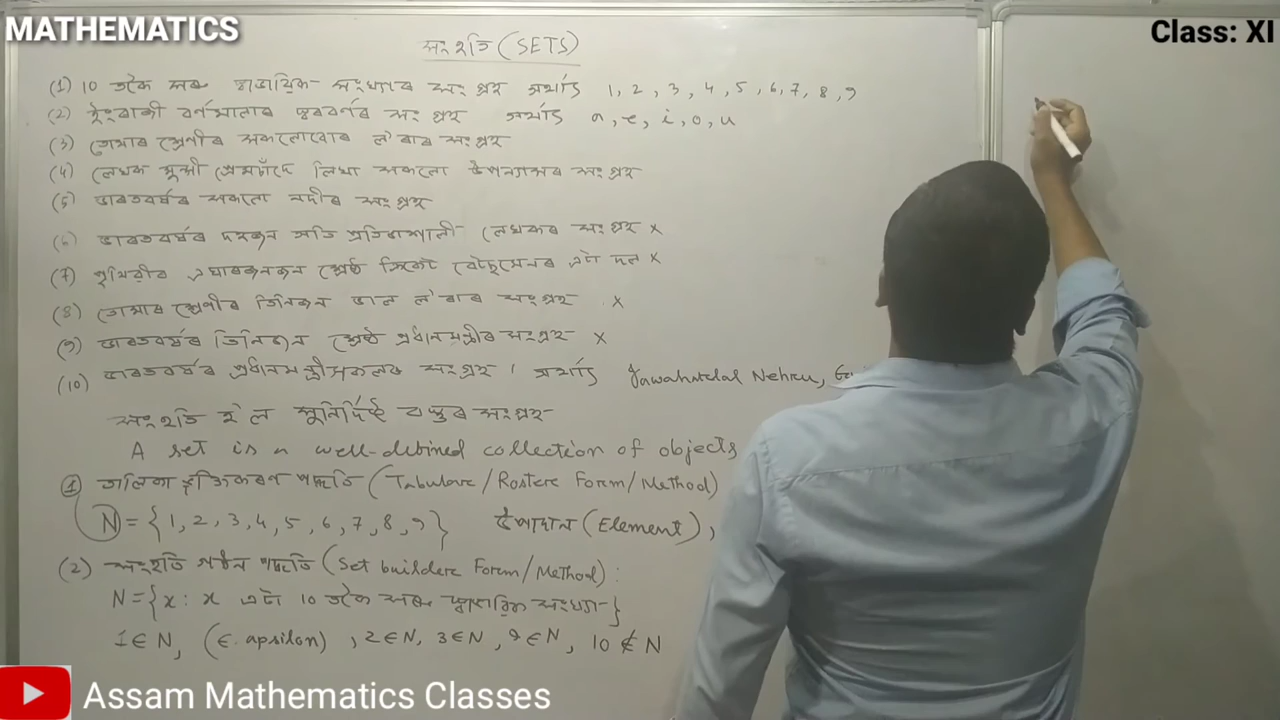 MATHEMATICS
Class: XI
সংহতি (SETS)
(1) 10 তকৈ সৰু স্বাভাৱিক সংখ্যাৰ সংগ্ৰহ অৰ্থাৎ 1, 2, 3, 4, 5, 6, 7, 8, 9
(2) ইংৰাজী বৰ্ণমালাৰ স্বৰবৰ্ণৰ সংগ্ৰহ অৰ্থাৎ a, e, i, o, u
(3) তোমাৰ শ্ৰেণীৰ সকলোবোৰ ল'ৰাৰ সংগ্ৰহ
(4) লেখক মুন্সী প্ৰেমচাঁদে লিখা সকলো উপন্যাসৰ সংগ্ৰহ
(5) ভাৰতবৰ্ষৰ সকলো নদীৰ সংগ্ৰহ
(6) ভাৰতবৰ্ষৰ দহজন অতি প্ৰতিভাশালী লেখকৰ সংগ্ৰহ ×
(7) পৃথিৱীৰ এঘাৰজনজন শ্ৰেষ্ঠ ক্ৰিকেট বেটছমেনৰ এটা দল ×
(8) তোমাৰ শ্ৰেণীৰ তিনিজন ভাল ল'ৰাৰ সংগ্ৰহ ×
(9) ভাৰতবৰ্ষৰ তিনিজন শ্ৰেষ্ঠ প্ৰধানমন্ত্ৰীৰ সংগ্ৰহ ×
(10) ভাৰতবৰ্ষৰ প্ৰধানমন্ত্ৰীসকলৰ সংগ্ৰহ । অৰ্থাৎ Jawaharlal Nehru,
সংহতি হ'ল সুনিৰ্দিষ্ট বস্তুৰ সংগ্ৰহ
A set is a well-defined collection of objects
1 তালিকাভুক্তিকৰণ পদ্ধতি (Tabular/Roster Form/Method)
N = {1, 2, 3, 4, 5, 6, 7, 8, 9} উপাদান (Element),
(2) সংহতি গঠন পদ্ধতি (Set builder Form/Method):
N = {x: x এটা 10 তকৈ সৰু স্বাভাৱিক সংখ্যা}
1 ∈ N, (∈ apsilon), 2 ∈ N, 3 ∈ N, 9 ∈ N, 10 ∉ N
Assam Mathematics Classes